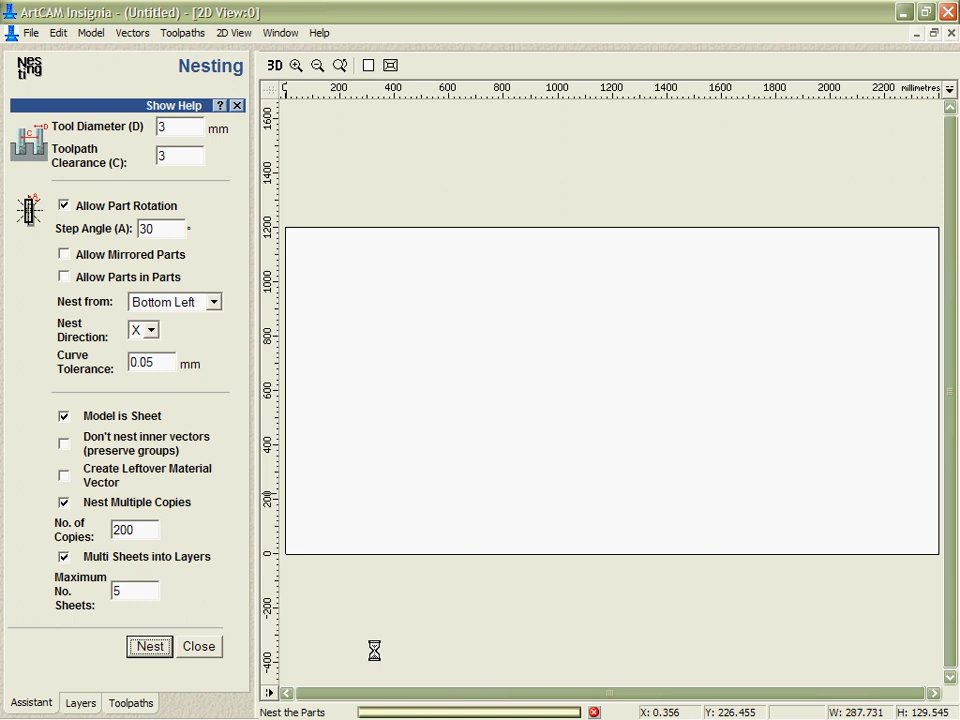 ArtCAM Insignia - (Untitled) - [2D View:0]
File Edit Model Vectors Toolpaths 2D View Window Help
Nes
ting
Nesting
3D
Show Help ? X
200 400 600 800 1000 1200 1400 1600 1800 2000 2200 millimetres
Tool Diameter (D) 3 mm
Toolpath
Clearance (C): 3
Allow Part Rotation
Step Angle (A): 30 °
Allow Mirrored Parts
Allow Parts in Parts
Nest from: Bottom Left
Nest
Direction: X
Curve
Tolerance: 0.05 mm
Model is Sheet
Don't nest inner vectors
(preserve groups)
Create Leftover Material
Vector
Nest Multiple Copies
No. of
Copies: 200
Multi Sheets into Layers
Maximum
No.
Sheets: 5
Nest Close
1600
1400
1200
1000
800
600
400
200
0
-200
-400
Assistant Layers Toolpaths
Nest the Parts X: 0.356 Y: 226.455 W: 287.731 H: 129.545